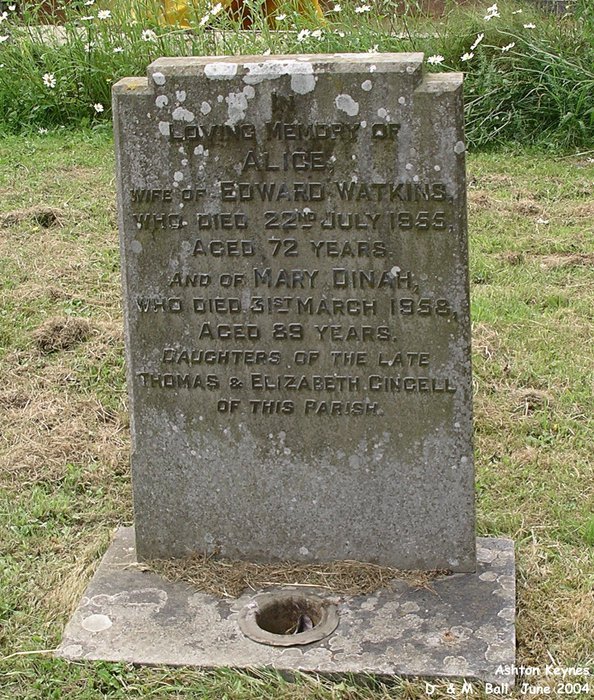 IN
LOVING MEMORY OF
ALICE,
WIFE OF EDWARD WATKINS,
WHO DIED 22ND JULY 1955,
AGED 72 YEARS.
AND OF MARY DINAH,
WHO DIED 31ST MARCH 1958,
AGED 89 YEARS.
DAUGHTERS OF THE LATE
THOMAS & ELIZABETH GINGELL
OF THIS PARISH.
Ashton Keynes
D. & M. Ball, June 2004